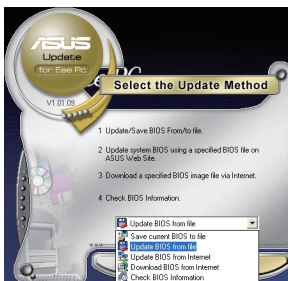 ASUS
Update
for Eee Pc
V1.01.09
Select the Update Method
1 Update/Save BIOS From/to file.
2 Update system BIOS using a specified BIOS file on
ASUS Web Site.
3 Download a specified BIOS image file via Internet.
4 Check BIOS Information.
Update BIOS from file
Save current BIOS to file
Update BIOS from file
Update BIOS from Internet
Download BIOS from Internet
Check BIOS Information